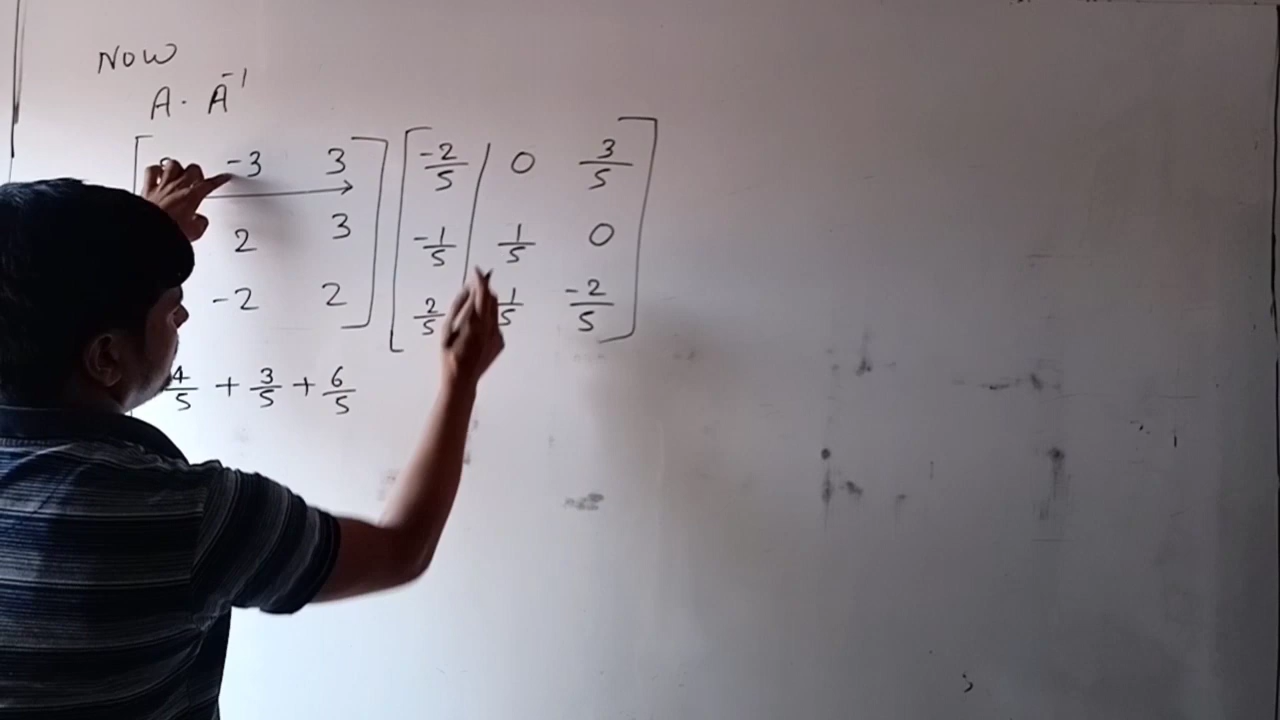 Now
A · A⁻¹
[ -3 3 ] [ -2/5 0 3/5 ]
[ 2 3 ] [ -1/5 1/5 0 ]
[ -2 2 ] [ 2/5 1/5 -2/5 ]
4/5 + 3/5 + 6/5